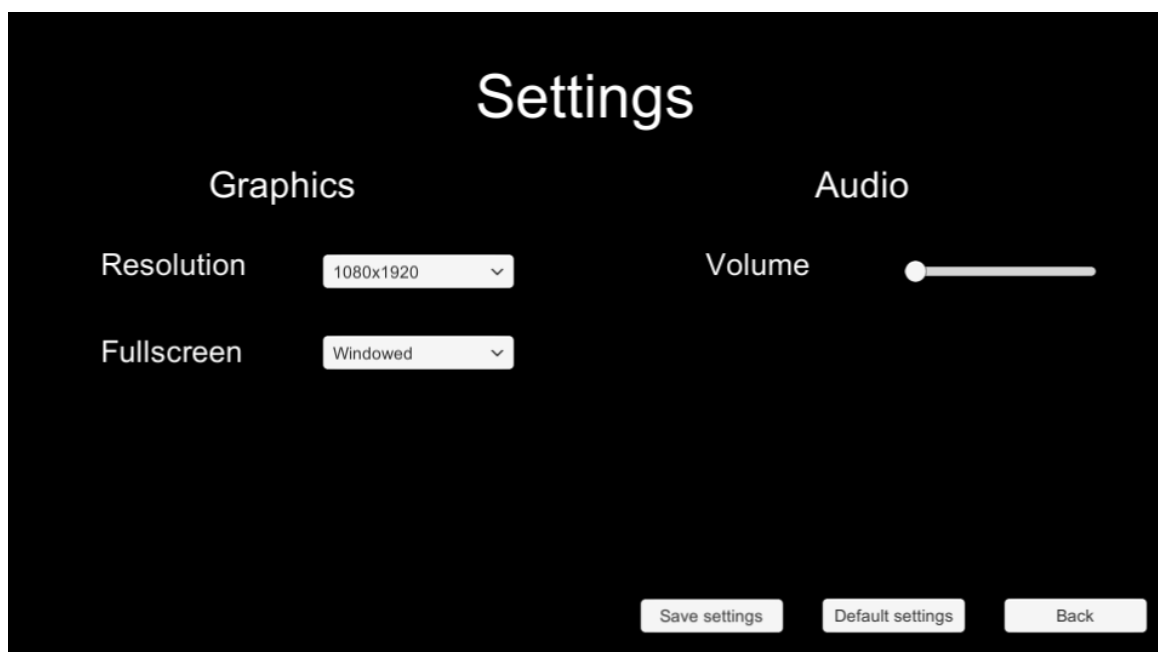 Settings
Graphics
Audio
Resolution
1080x1920
Volume
Fullscreen
Windowed
Save settings
Default settings
Back